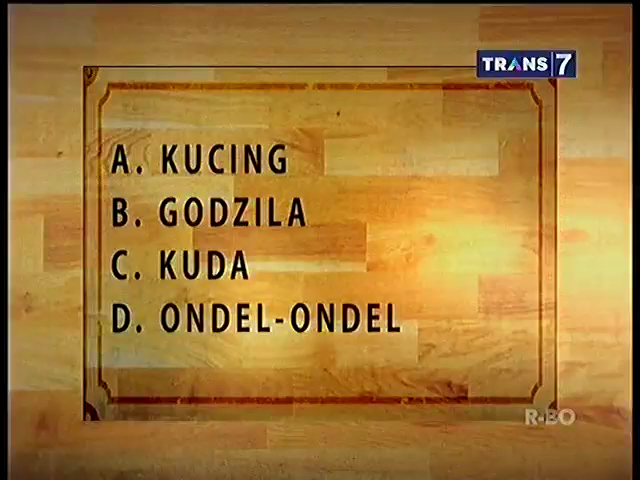 TRANS 7
A. KUCING
B. GODZILA
C. KUDA
D. ONDEL-ONDEL
R-BO